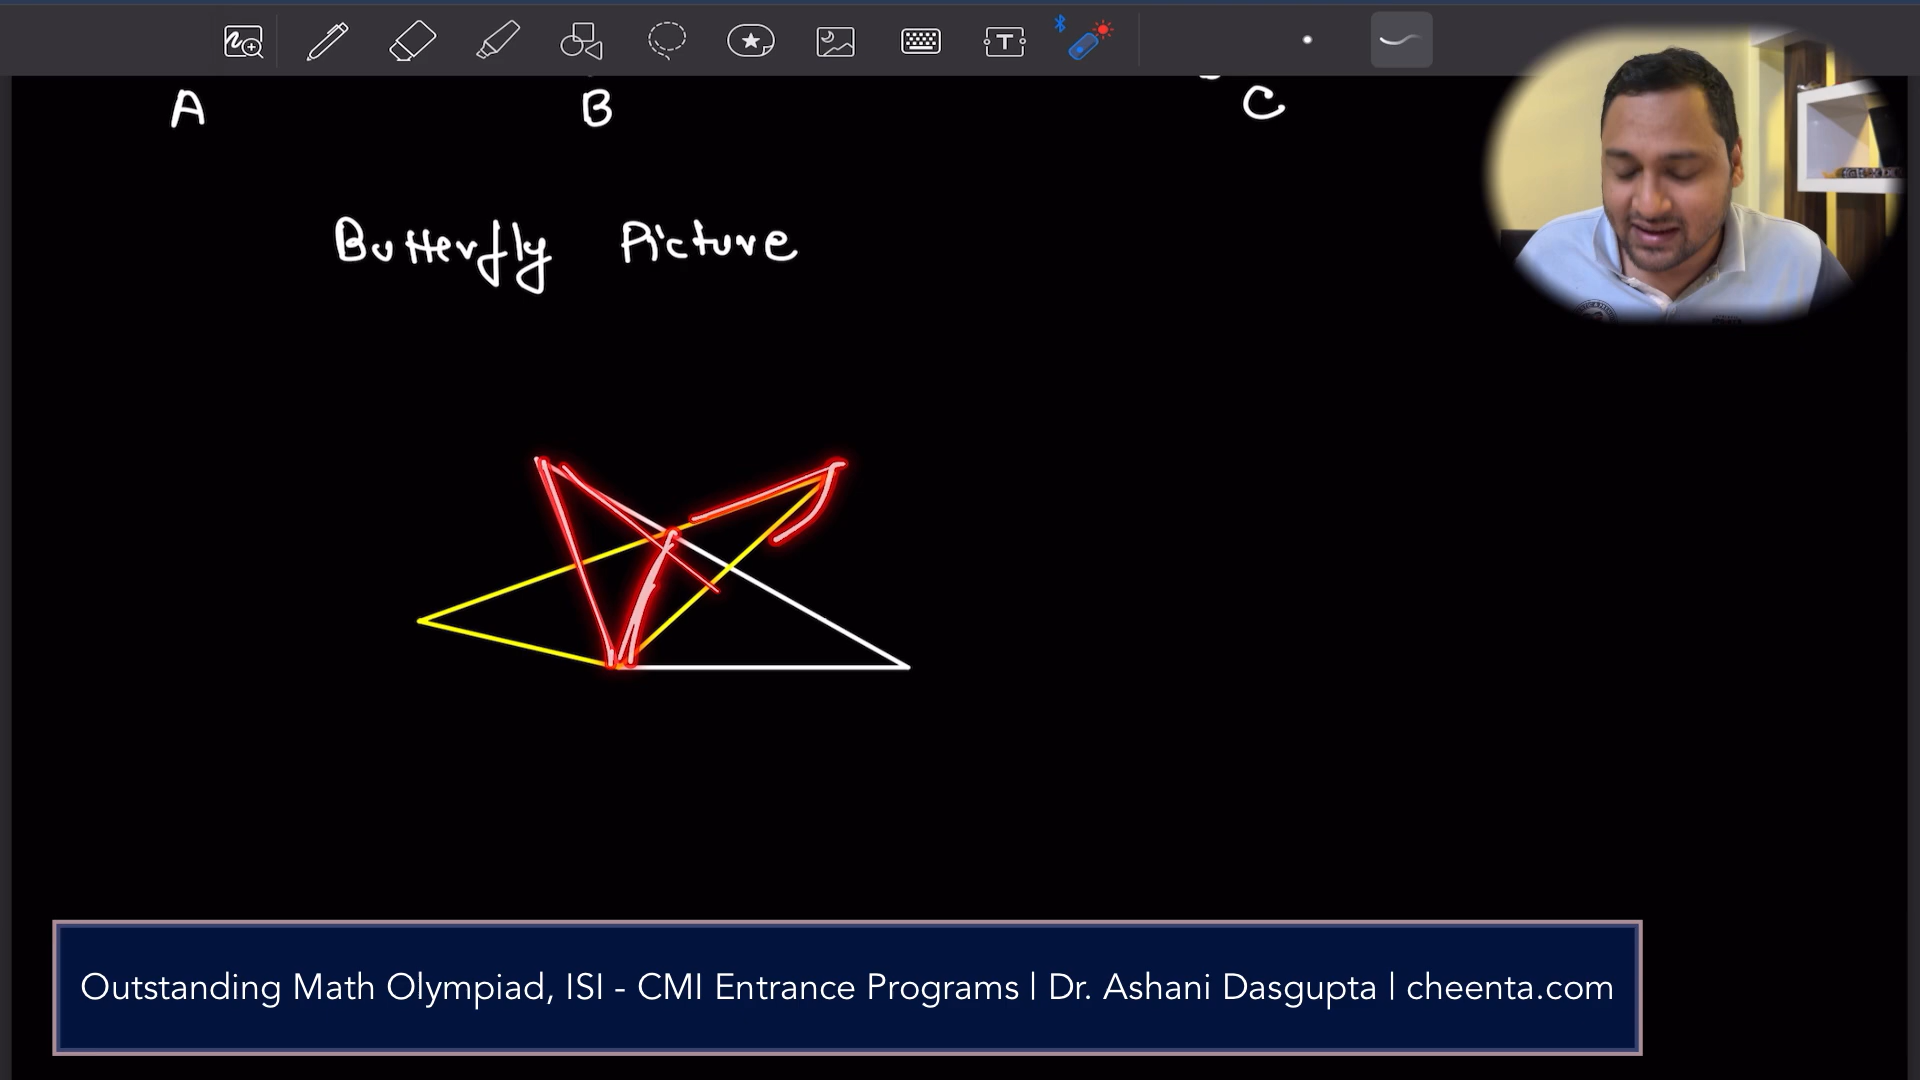 A B C
Butterfly Picture
Outstanding Math Olympiad, ISI - CMI Entrance Programs | Dr. Ashani Dasgupta | cheenta.com